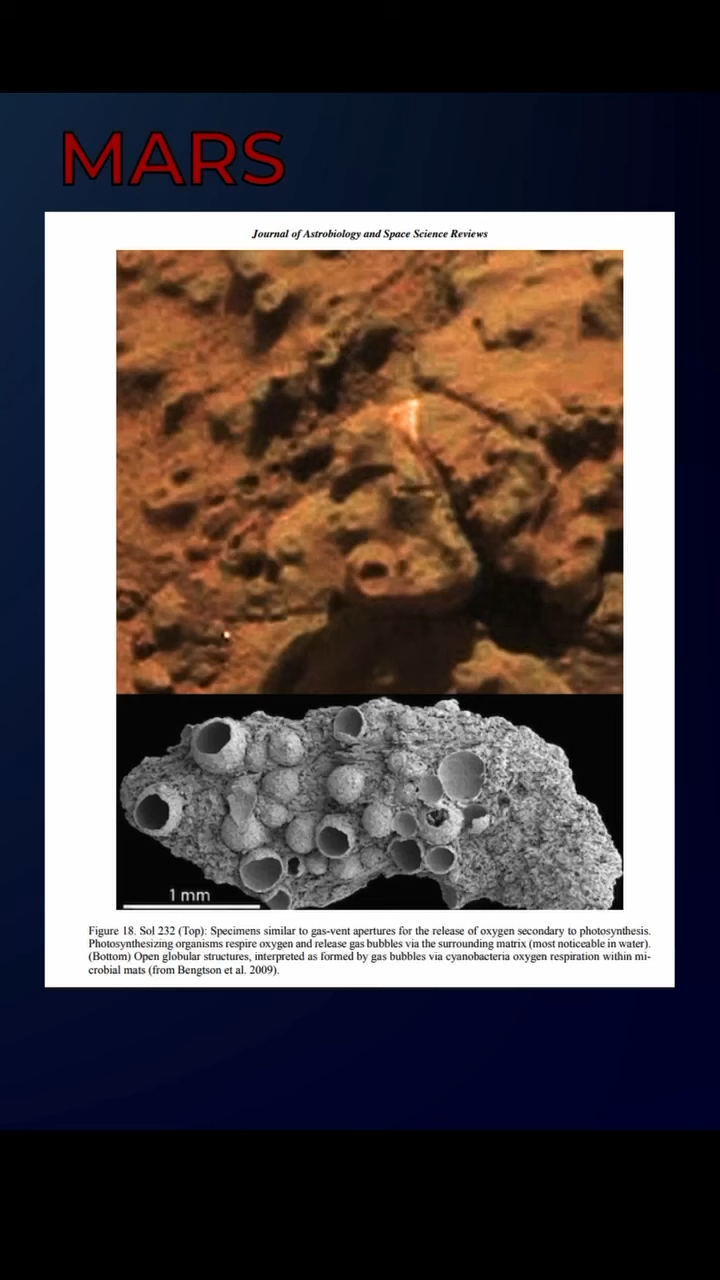 MARS
Journal of Astrobiology and Space Science Reviews
1 mm
Figure 18. Sol 232 (Top): Specimens similar to gas-vent apertures for the release of oxygen secondary to photosynthesis.
Photosynthesizing organisms respire oxygen and release gas bubbles via the surrounding matrix (most noticeable in water).
(Bottom) Open globular structures, interpreted as formed by gas bubbles via cyanobacteria oxygen respiration within mi-
crobial mats (from Bengtson et al. 2009).